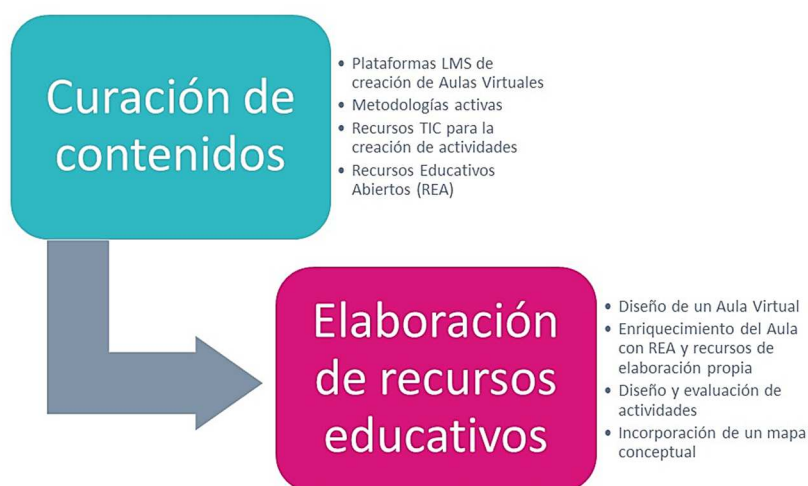 Curación de
contenidos
• Plataformas LMS de
creación de Aulas Virtuales
• Metodologías activas
• Recursos TIC para la
creación de actividades
• Recursos Educativos
Abiertos (REA)
Elaboración
de recursos
educativos
• Diseño de un Aula Virtual
• Enriquecimiento del Aula
con REA y recursos de
elaboración propia
• Diseño y evaluación de
actividades
• Incorporación de un mapa
conceptual